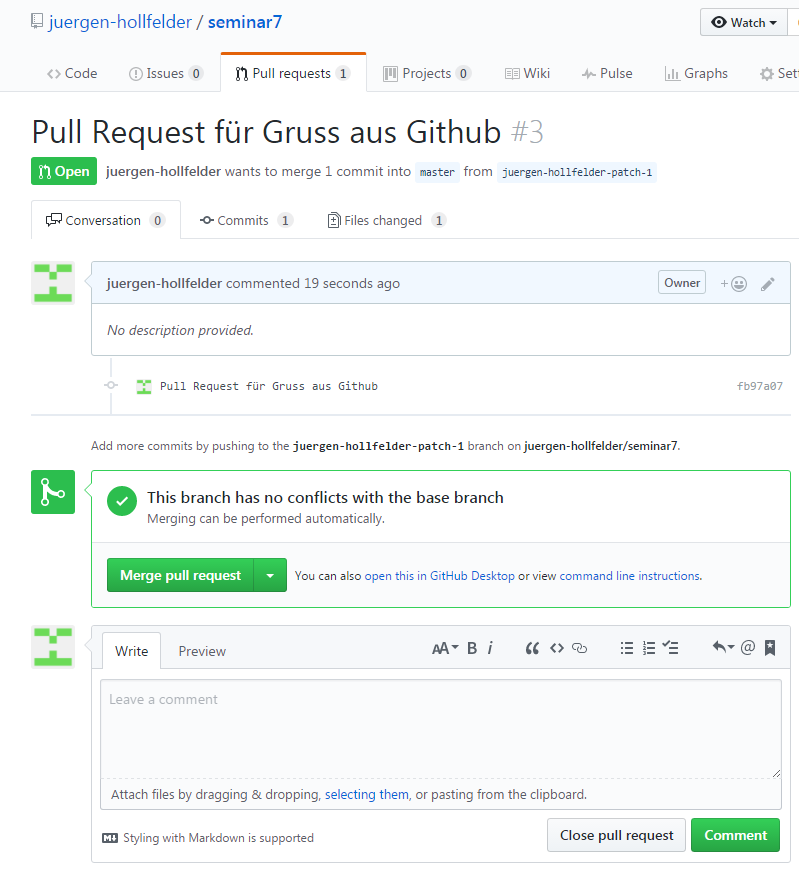 juergen-hollfelder / seminar7
Watch
Code Issues 0 Pull requests 1 Projects 0 Wiki Pulse Graphs
Pull Request für Gruss aus Github #3
Open juergen-hollfelder wants to merge 1 commit into master from juergen-hollfelder-patch-1
Conversation 0 Commits 1 Files changed 1
juergen-hollfelder commented 19 seconds ago Owner
No description provided.
Pull Request für Gruss aus Github fb97a07
Add more commits by pushing to the juergen-hollfelder-patch-1 branch on juergen-hollfelder/seminar7.
This branch has no conflicts with the base branch
Merging can be performed automatically.
Merge pull request You can also open this in GitHub Desktop or view command line instructions.
Write Preview AA B i
Leave a comment
Attach files by dragging & dropping, selecting them, or pasting from the clipboard.
Styling with Markdown is supported Close pull request Comment